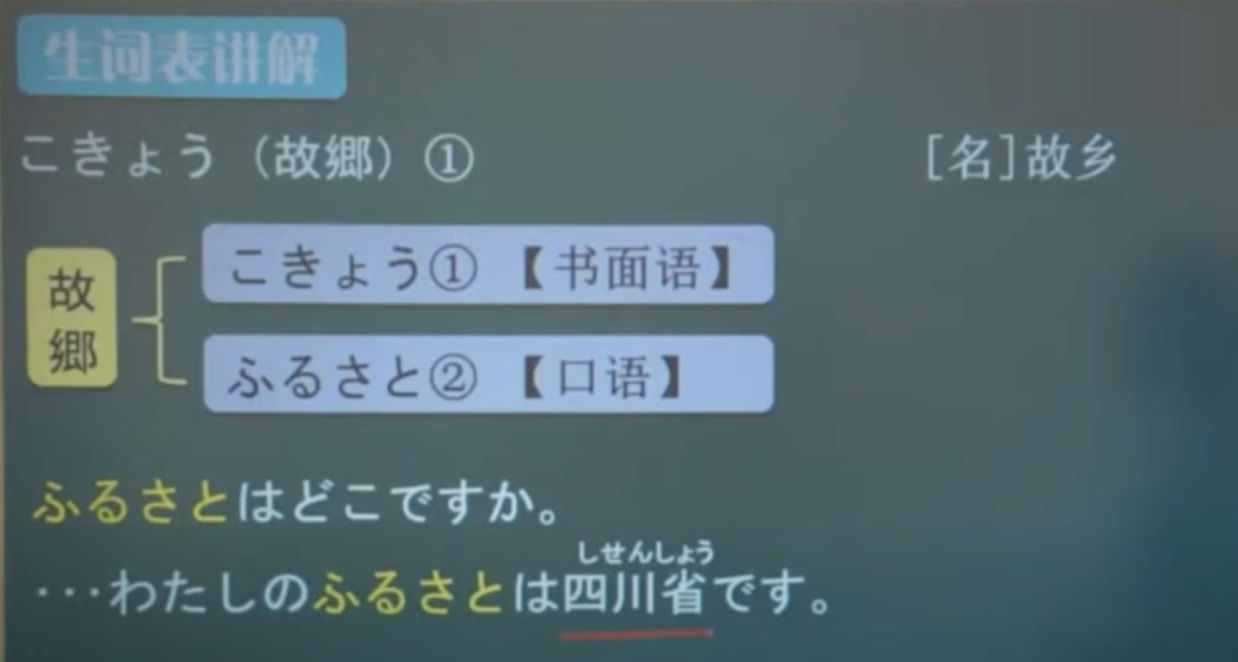 生词表讲解
こきょう（故郷）① [名]故乡
故郷
こきょう①【书面语】
ふるさと②【口语】
ふるさとはどこですか。
しせんしょう
···わたしのふるさとは四川省です。